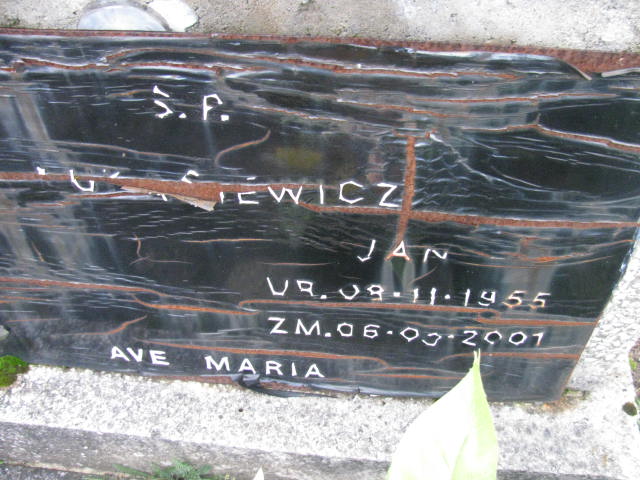 Ś.P.
JAN
UR.08.11.1955
ZM.06.03.2001
AVE MARIA